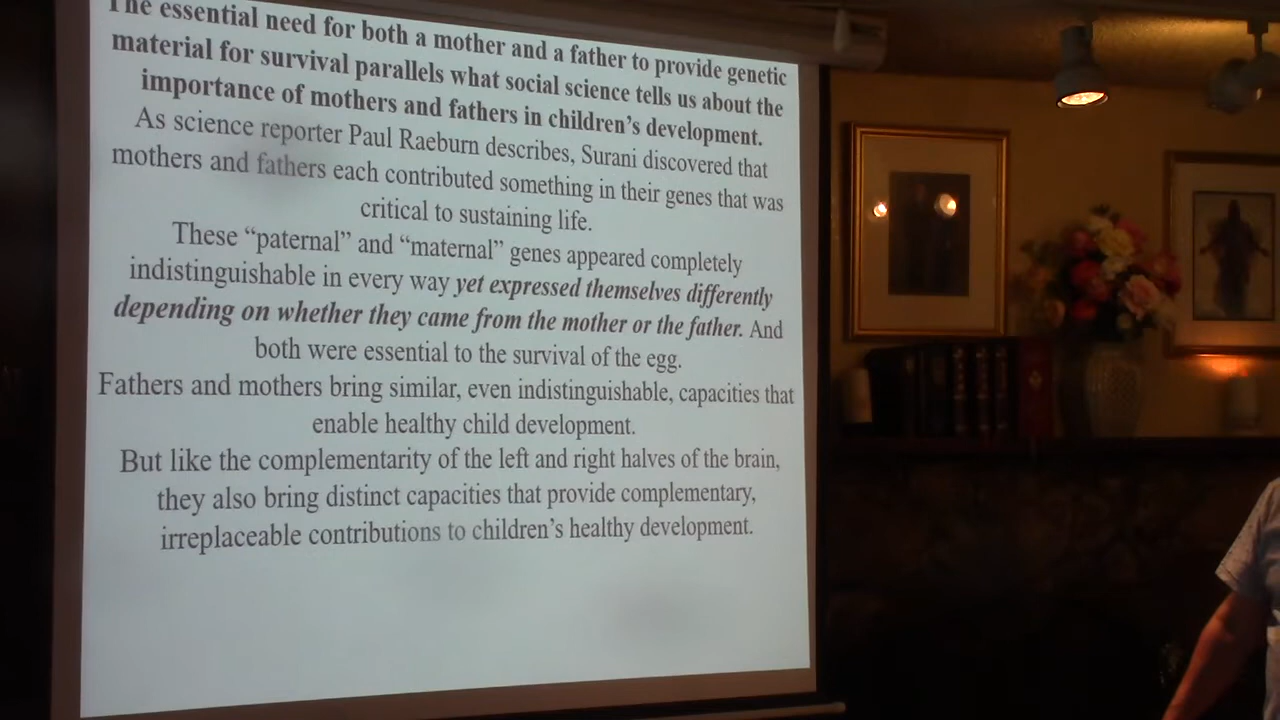 The essential need for both a mother and a father to provide genetic
material for survival parallels what social science tells us about the
importance of mothers and fathers in children's development.
As science reporter Paul Raeburn describes, Surani discovered that
mothers and fathers each contributed something in their genes that was
critical to sustaining life.
These “paternal” and “maternal” genes appeared completely
indistinguishable in every way yet expressed themselves differently
depending on whether they came from the mother or the father. And
both were essential to the survival of the egg.
Fathers and mothers bring similar, even indistinguishable, capacities that
enable healthy child development.
But like the complementarity of the left and right halves of the brain,
they also bring distinct capacities that provide complementary,
irreplaceable contributions to children's healthy development.